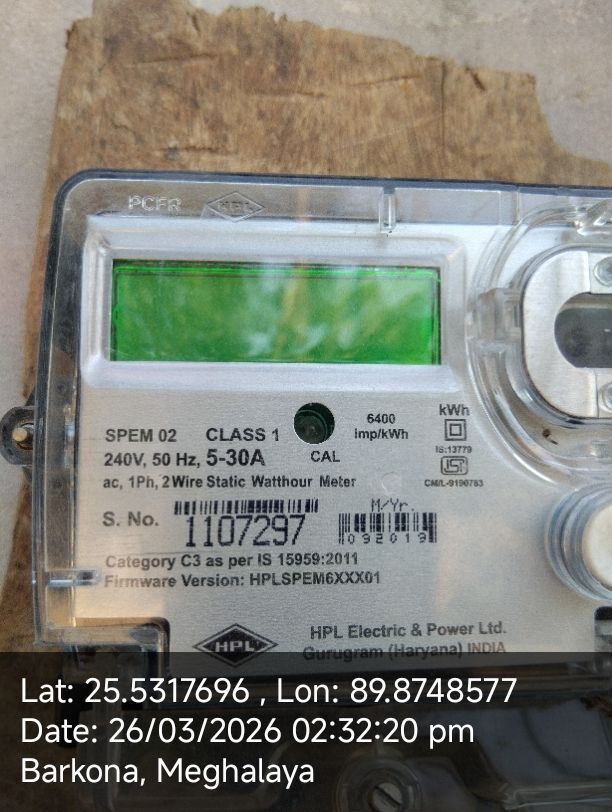 PCFR HPL
SPEM 02 CLASS 1
6400
imp/kWh
kWh
240V, 50 Hz, 5-30A
CAL
IS:13779
ISI
CM/L-9190783
ac, 1Ph, 2 Wire Static Watthour Meter
M/Yr.
S. No. 1107297
092019
Category C3 as per IS 15959:2011
Firmware Version: HPLSPEM6XXX01
HPL
HPL Electric & Power Ltd.
Gurugram (Haryana) INDIA
Lat: 25.5317696 , Lon: 89.8748577
Date: 26/03/2026 02:32:20 pm
Barkona, Meghalaya